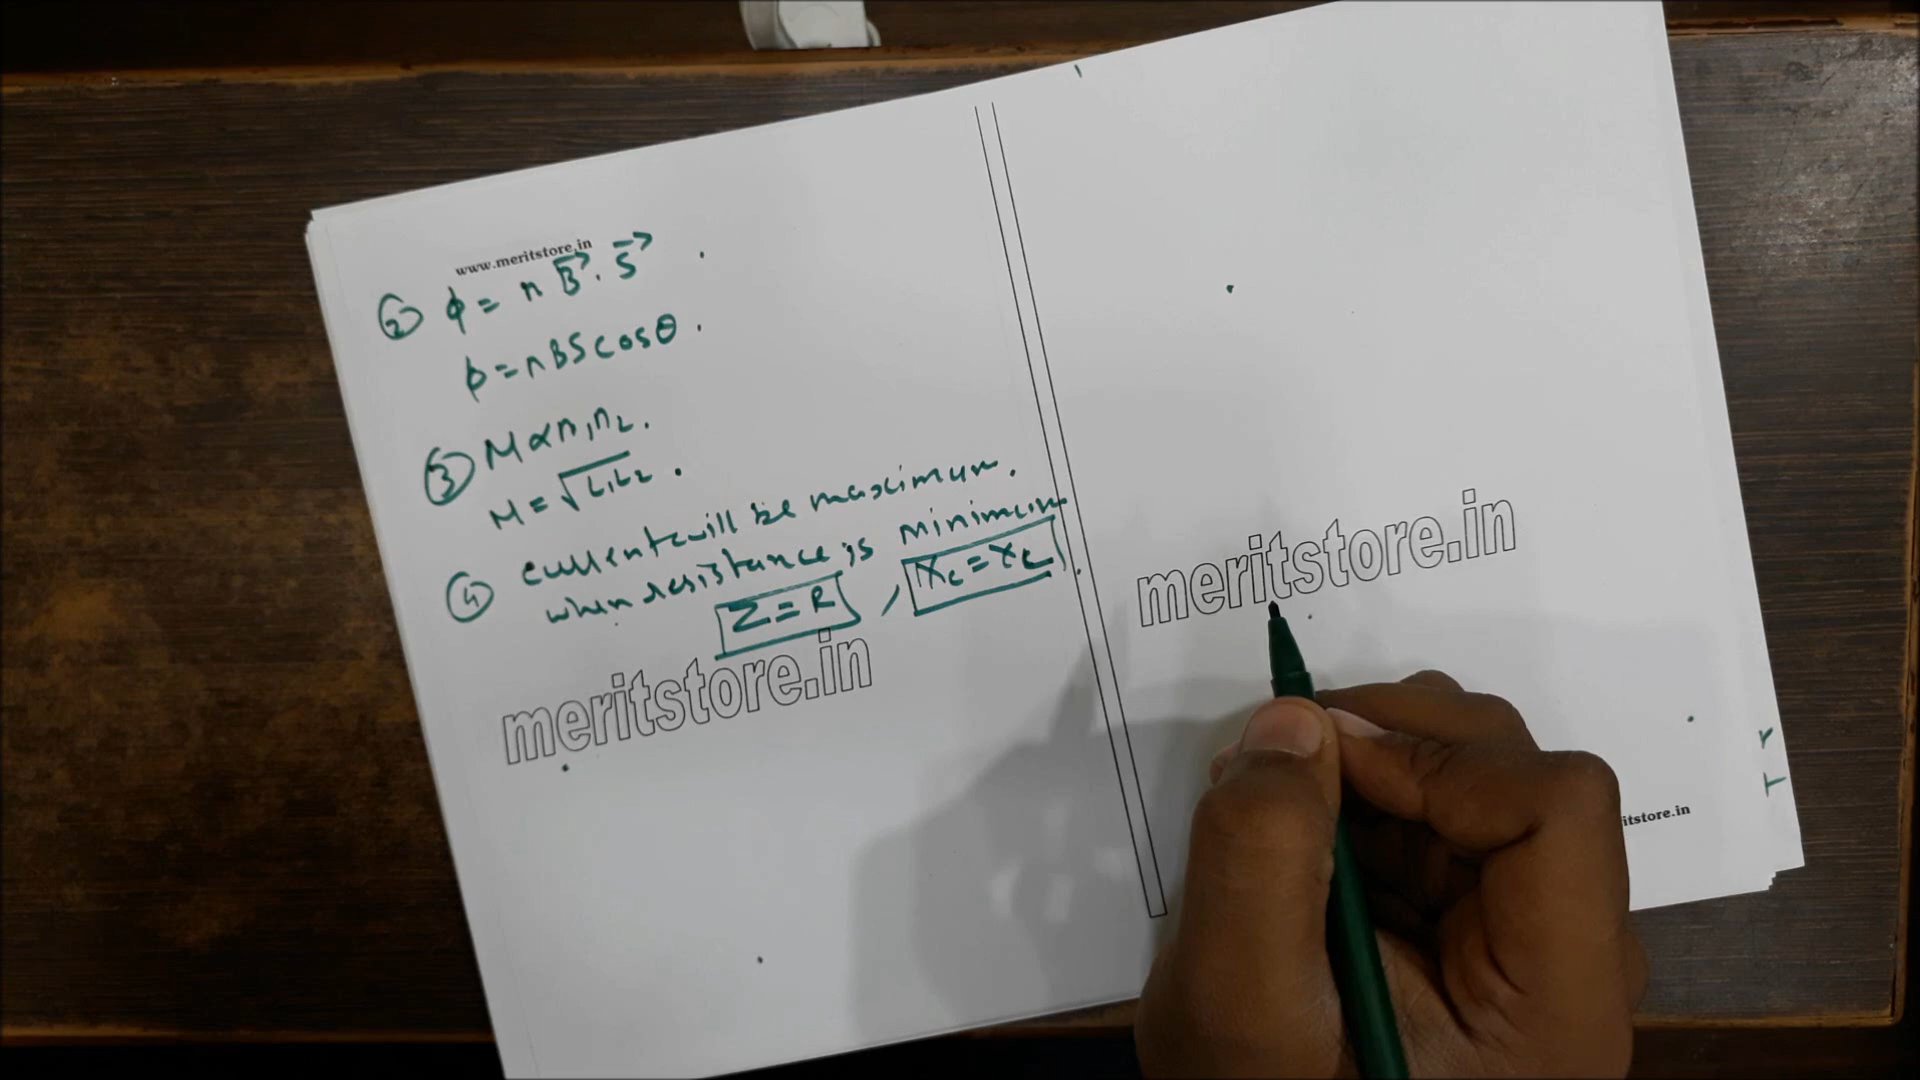 www.meritstore.in
② ϕ = n B⃗ . S⃗ .
ϕ = nBS cosθ .
③ M ∝ n₁n₂.
M = √L₁L₂ .
④ current will be maximum.
when resistance is minimum
Z = R , X꜀ = X_L .
meritstore.in
meritstore.in
itstore.in